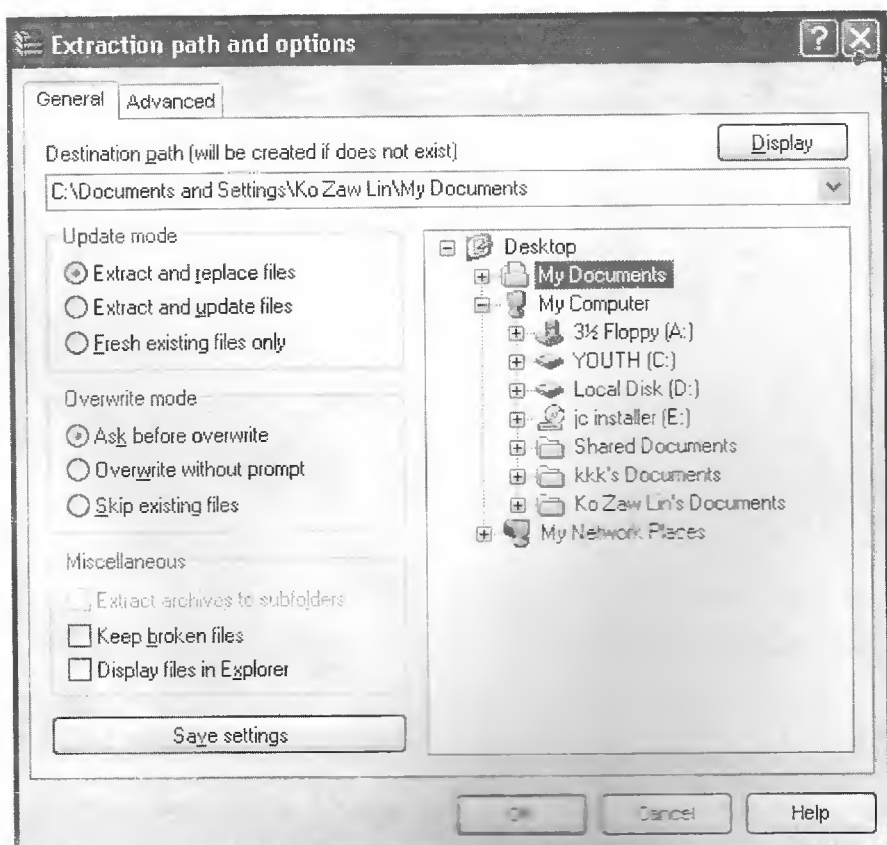 Extraction path and options
General Advanced
Destination path (will be created if does not exist)
Display
C:\Documents and Settings\Ko Zaw Lin\My Documents
Update mode
Extract and replace files
Extract and update files
Fresh existing files only
Overwrite mode
Ask before overwrite
Overwrite without prompt
Skip existing files
Miscellaneous
Extract archives to subfolders
Keep broken files
Display files in Explorer
Save settings
Desktop
My Documents
My Computer
3½ Floppy (A:)
YOUTH (C:)
Local Disk (D:)
jc installer (E:)
Shared Documents
kkk's Documents
Ko Zaw Lin's Documents
My Network Places
OK Cancel Help